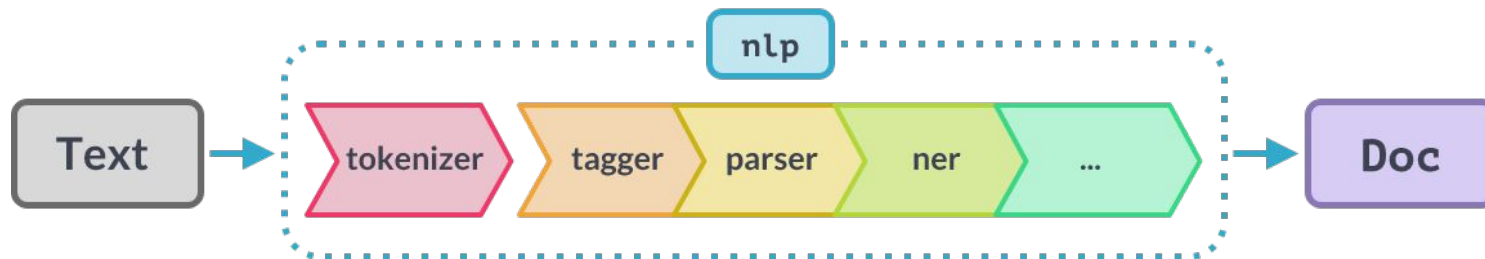 nlp
Text
tokenizer
tagger
parser
ner
...
Doc